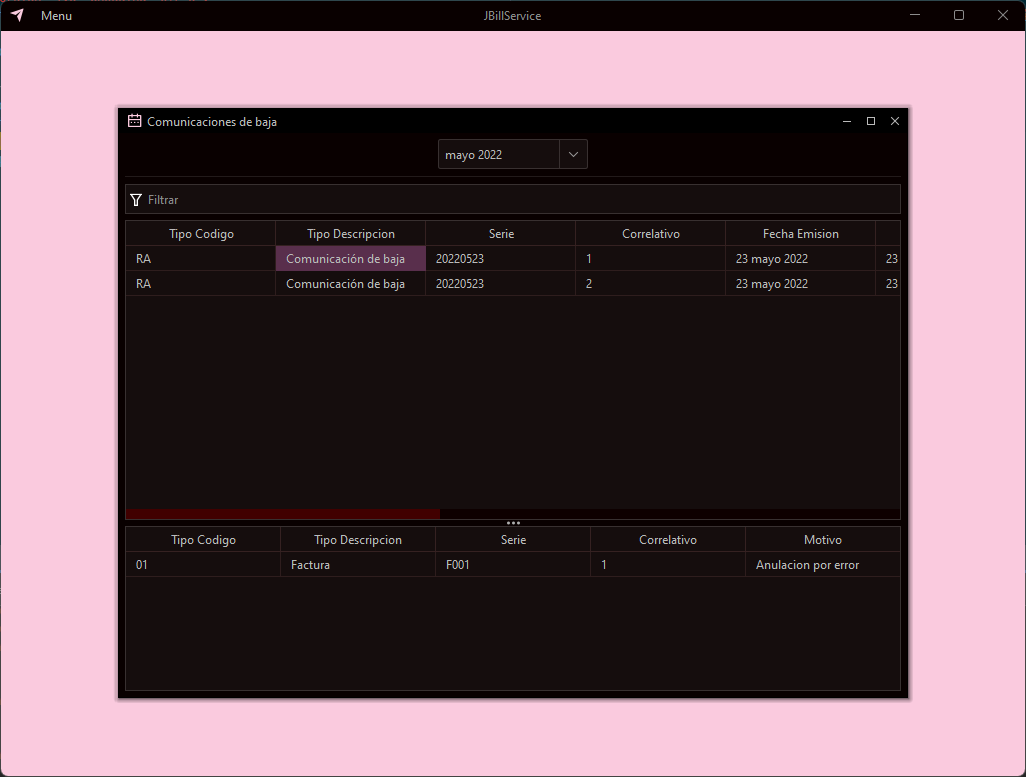 Menu JBillService
Comunicaciones de baja
mayo 2022
Filtrar
Tipo Codigo Tipo Descripcion Serie Correlativo Fecha Emision
RA Comunicación de baja 20220523 1 23 mayo 2022 23
RA Comunicación de baja 20220523 2 23 mayo 2022 23
Tipo Codigo Tipo Descripcion Serie Correlativo Motivo
01 Factura F001 1 Anulacion por error